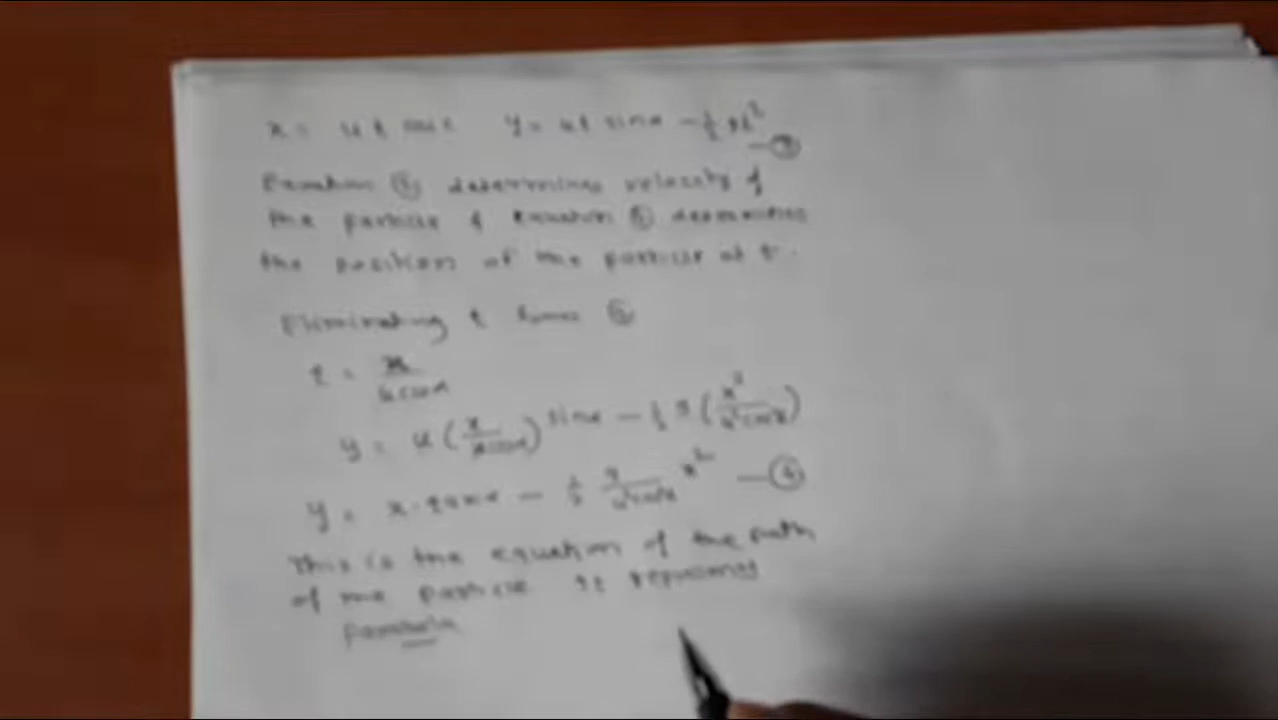 x = ut cosα y = ut sinα - ½ gt² —③
Equation determines velocity of
the particle & Equation determines
the position of the particle at t.
Eliminating t from
t = x / u cosα
y = u (x / u cosα) sinα - ½ g (x² / u² cos²α)
y = x · tanα - ½ g / u² cos²α x² —④
This is the equation of the path
of the particle It represents
parabola